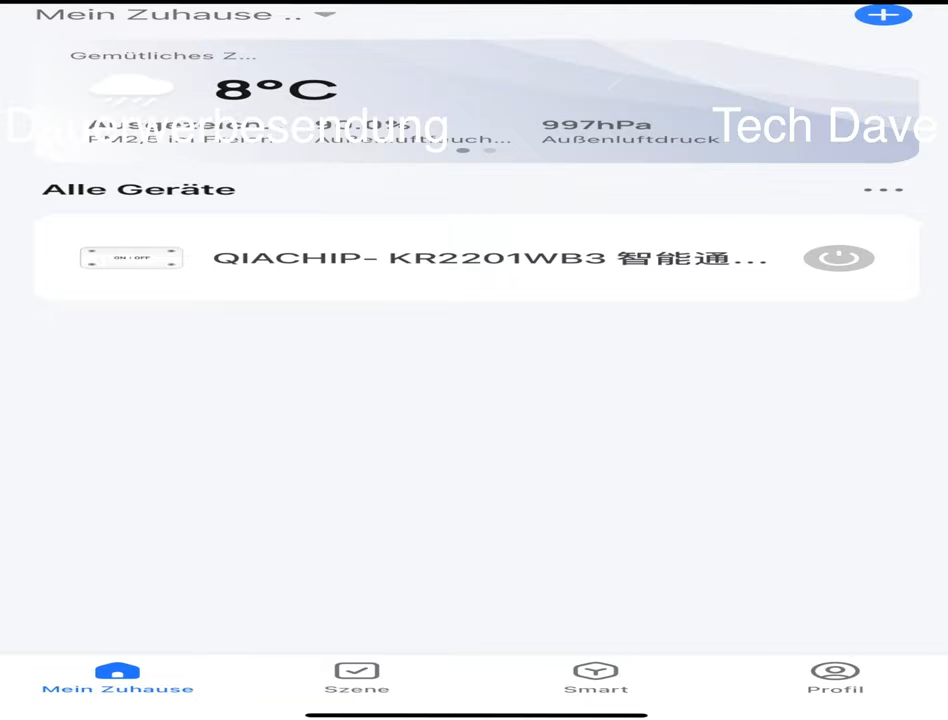 Mein Zuhause ..
Gemütliches Z...
8°C
Dauerwerbesendung
Tech Dave
997hPa
Außenluftdruck
Alle Geräte
ON / OFF
QIACHIP- KR2201WB3 智能通...
Mein Zuhause
Szene
Smart
Profil